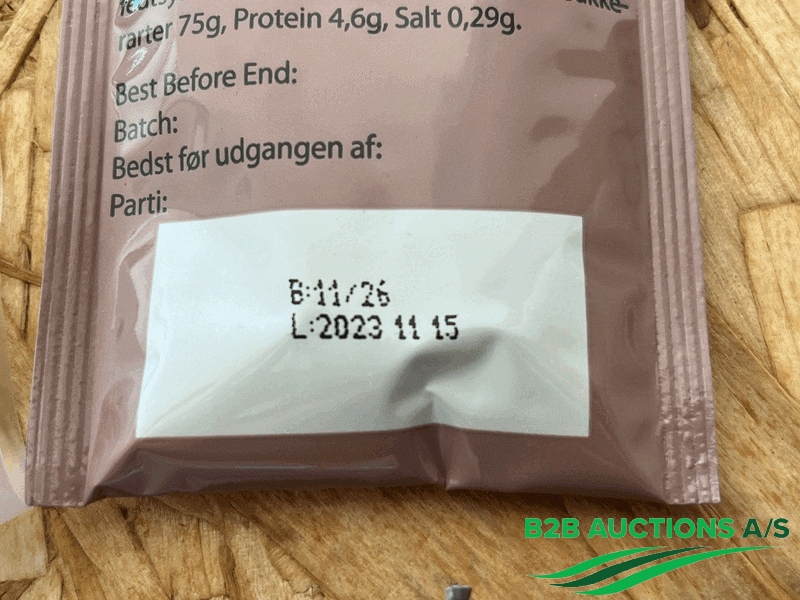 rarter 75g, Protein 4,6g, Salt 0,29g.
Best Before End:
Batch:
Bedst før udgangen af:
Parti:
B:11/26
L:2023 11 15
B2B AUCTIONS A/S